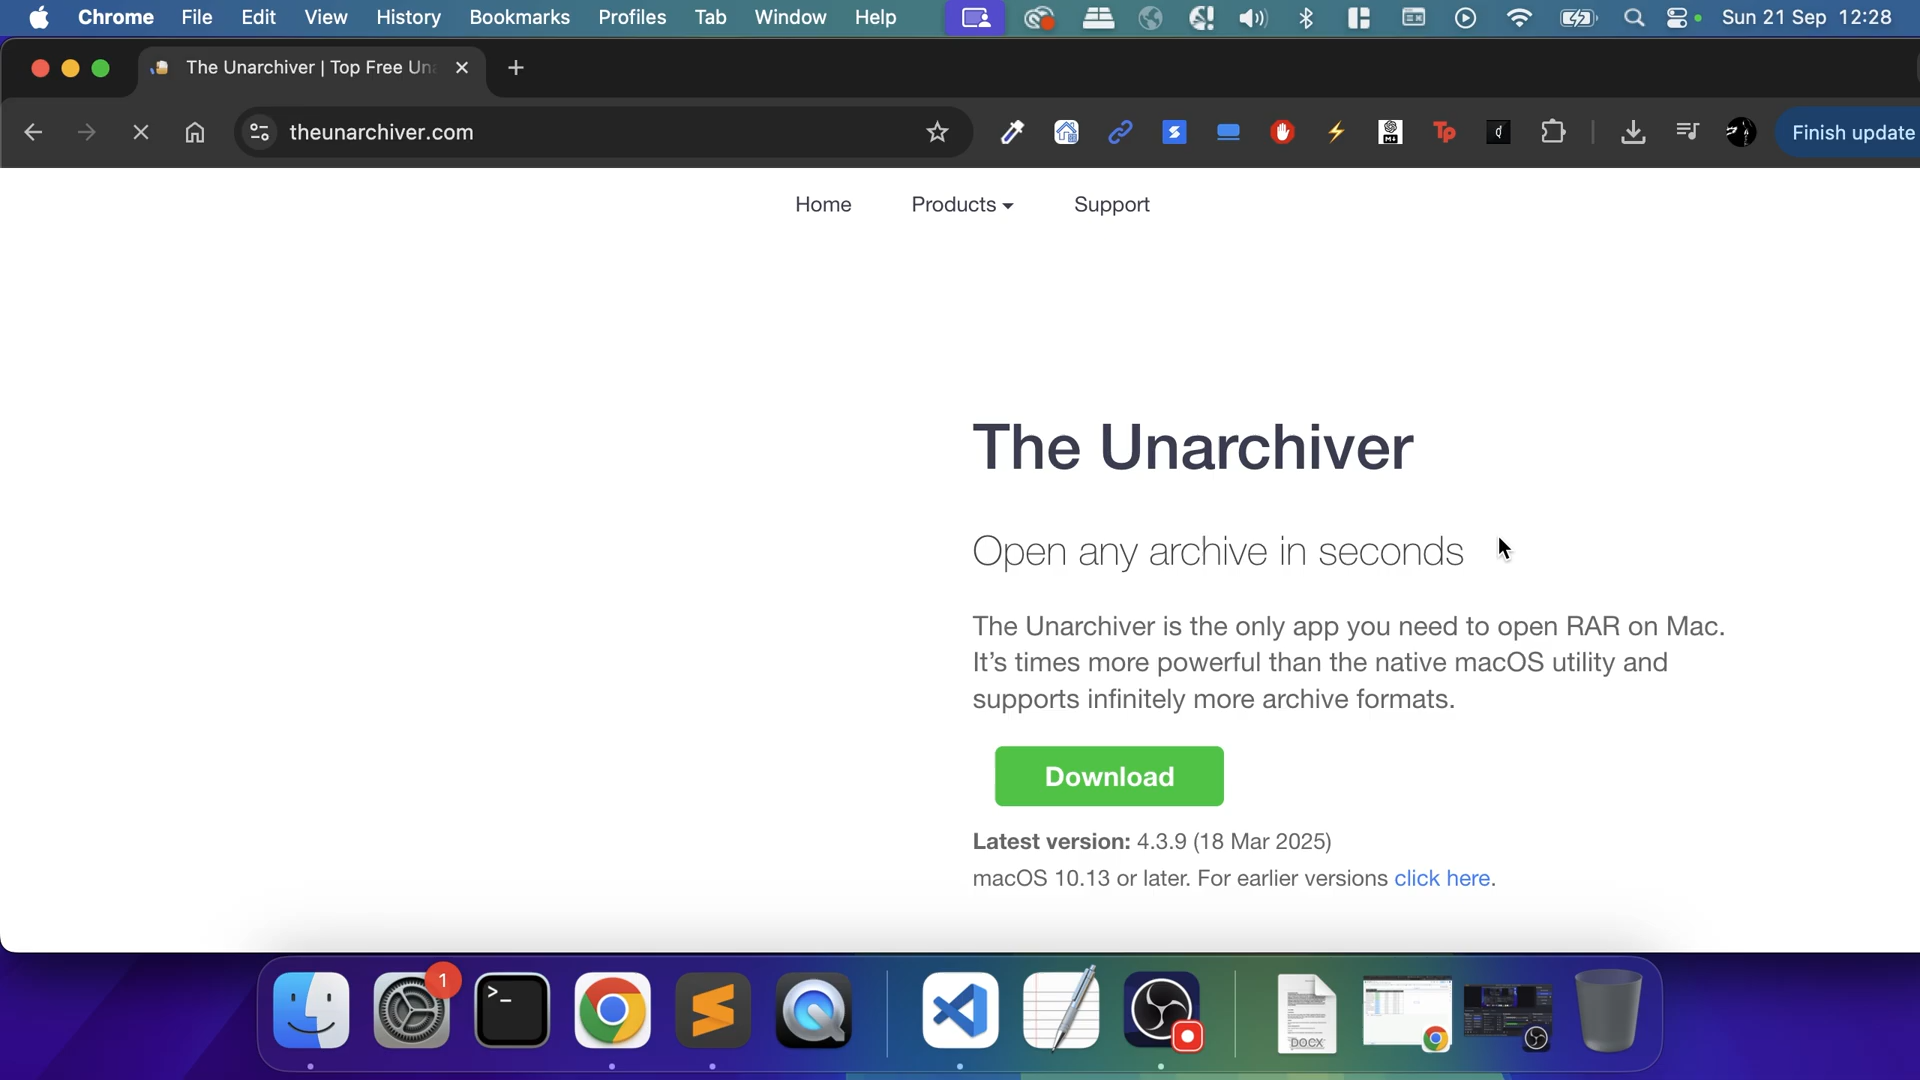 Chrome File Edit View History Bookmarks Profiles Tab Window Help Sun 21 Sep 12:28
The Unarchiver | Top Free Un
theunarchiver.com
Tp
Finish update
Home Products Support
The Unarchiver
Open any archive in seconds
The Unarchiver is the only app you need to open RAR on Mac.
It’s times more powerful than the native macOS utility and
supports infinitely more archive formats.
Download
Latest version: 4.3.9 (18 Mar 2025)
macOS 10.13 or later. For earlier versions click here.
1
>_
DOCX